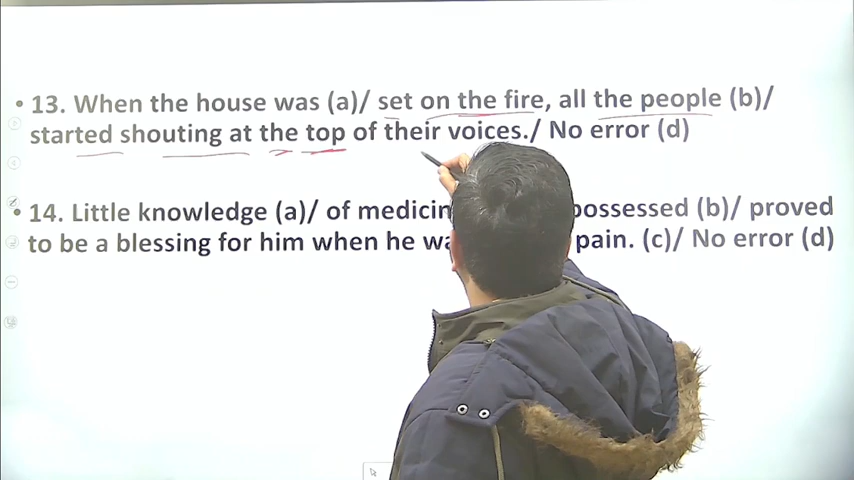 • 13. When the house was (a)/ set on the fire, all the people (b)/
started shouting at the top of their voices./ No error (d)
• 14. Little knowledge (a)/ of possessed (b)/ proved
to be a blessing for him when he pain. (c)/ No error (d)